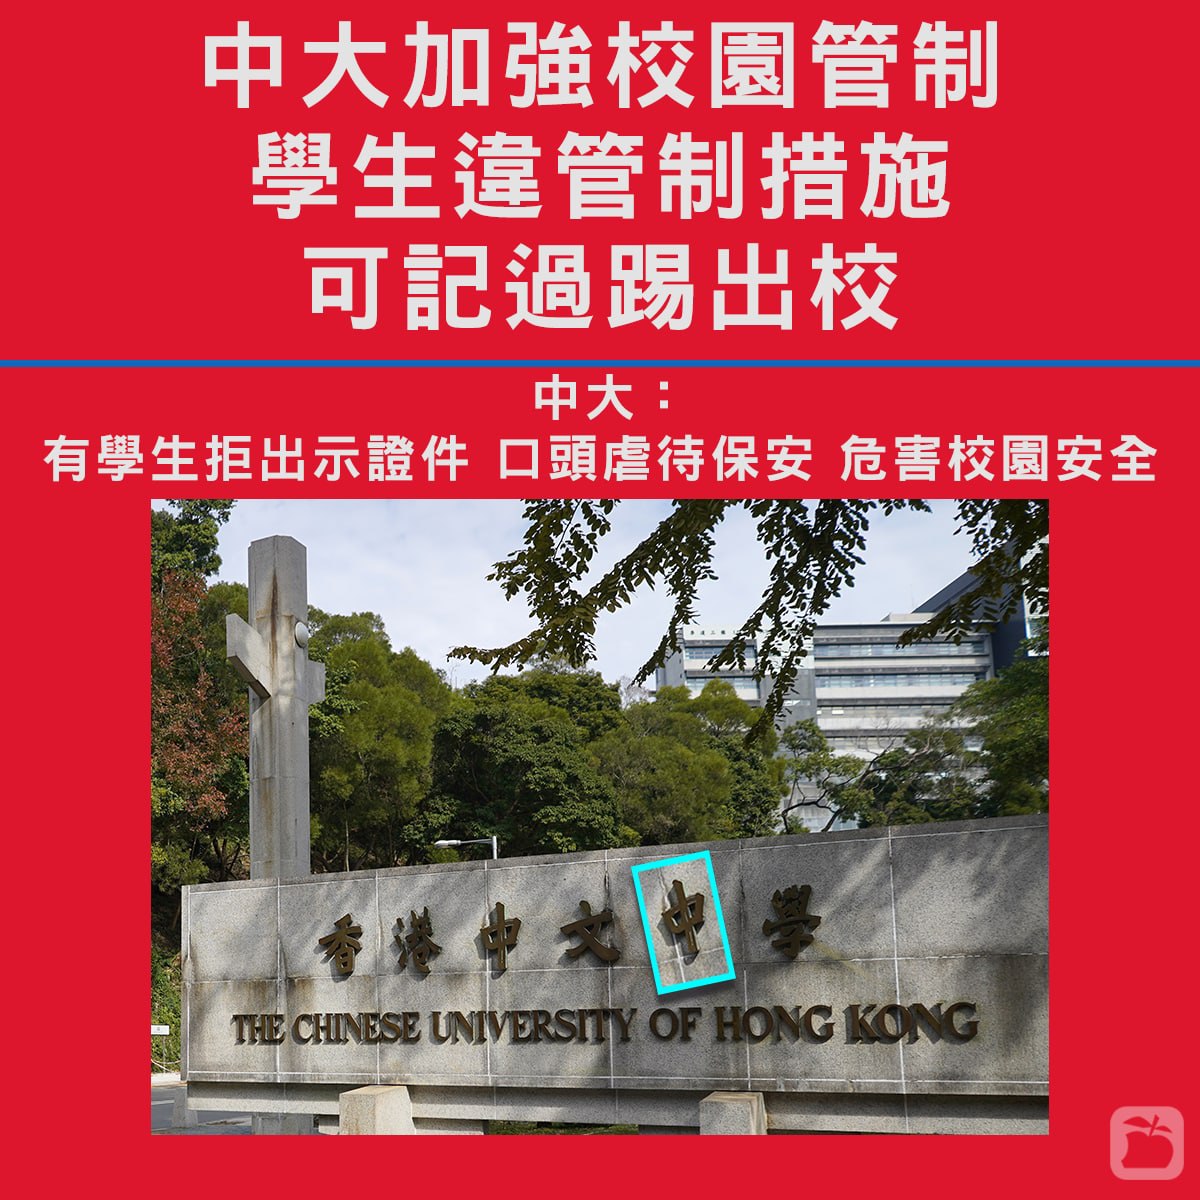 中大加強校園管制
學生違管制措施
可記過踢出校
中大：
有學生拒出示證件 口頭虐待保安 危害校園安全
香港中文中學
THE CHINESE UNIVERSITY OF HONG KONG